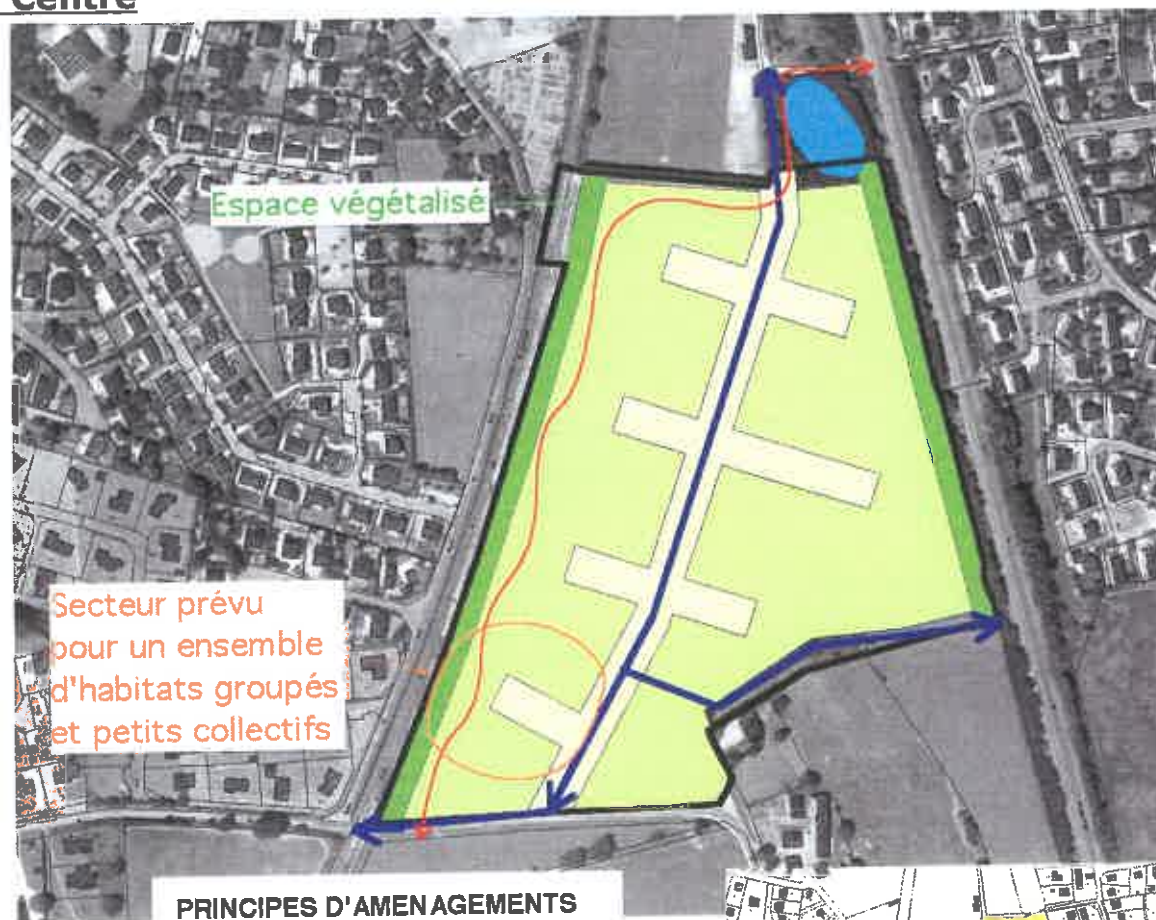 Centre
Espace végétalisé
Secteur prévu
pour un ensemble
d'habitats groupés
et petits collectifs
PRINCIPES D'AMENAGEMENTS